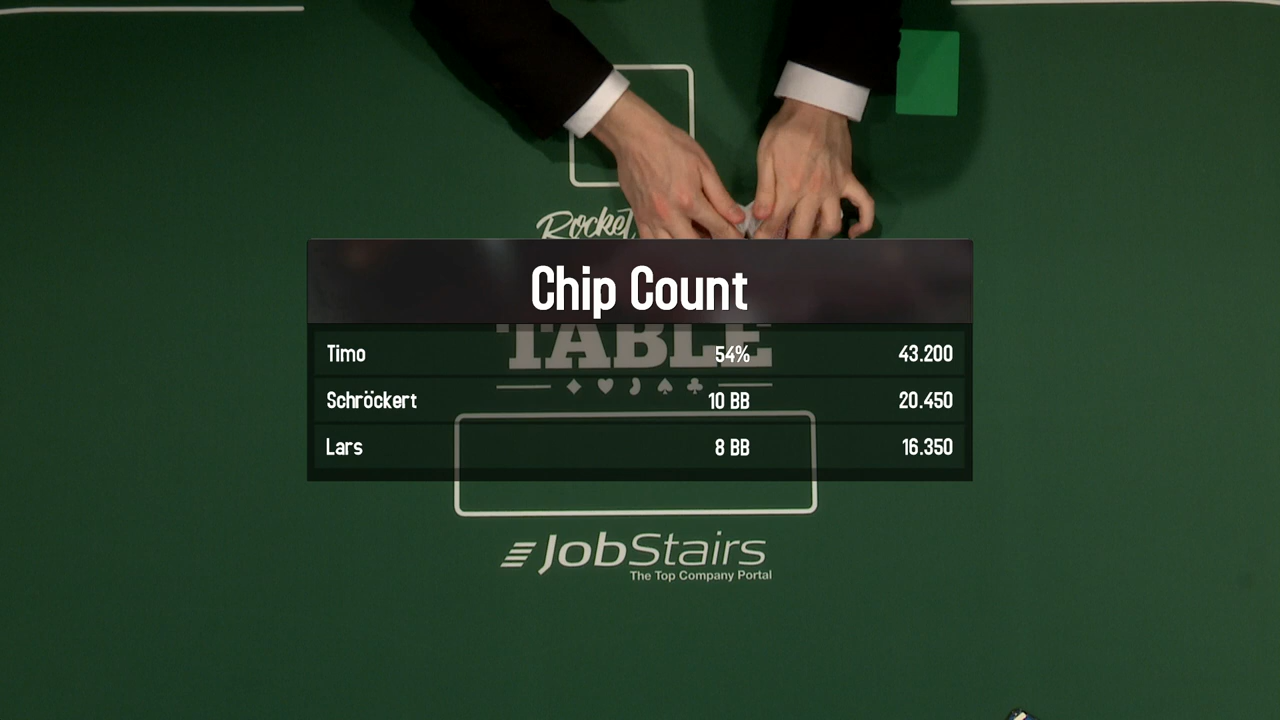 Rocket
Chip Count
TABLE
Timo 54% 43.200
Schröckert 10 BB 20.450
Lars 8 BB 16.350
JobStairs
The Top Company Portal